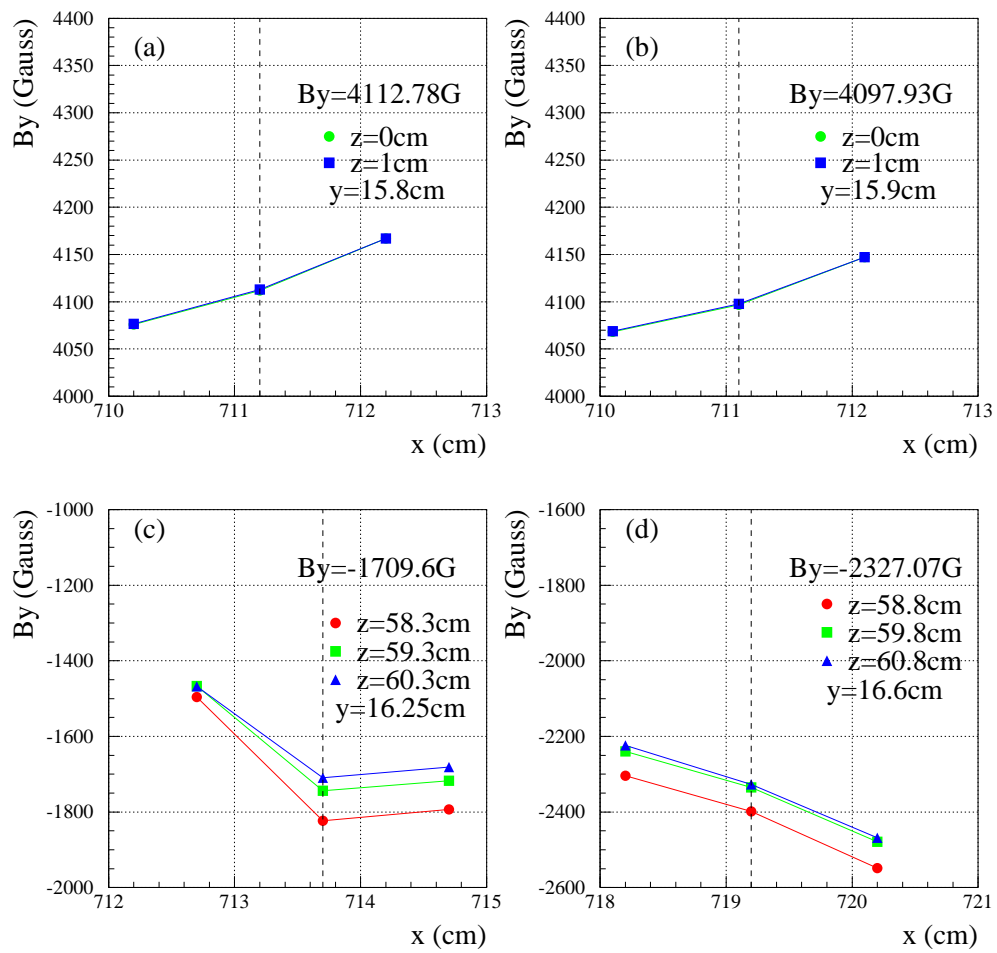 (a)
By (Gauss)
4400
4350
4300
4250
4200
4150
4100
4050
4000
By=4112.78G
z=0cm
z=1cm
y=15.8cm
710
711
712
713
x (cm)
(b)
By (Gauss)
4400
4350
4300
4250
4200
4150
4100
4050
4000
By=4097.93G
z=0cm
z=1cm
y=15.9cm
710
711
712
713
x (cm)
(c)
By (Gauss)
-1000
-1200
-1400
-1600
-1800
-2000
By=-1709.6G
z=58.3cm
z=59.3cm
z=60.3cm
y=16.25cm
712
713
714
715
x (cm)
(d)
By (Gauss)
-1600
-1800
-2000
-2200
-2400
-2600
By=-2327.07G
z=58.8cm
z=59.8cm
z=60.8cm
y=16.6cm
718
719
720
721
x (cm)